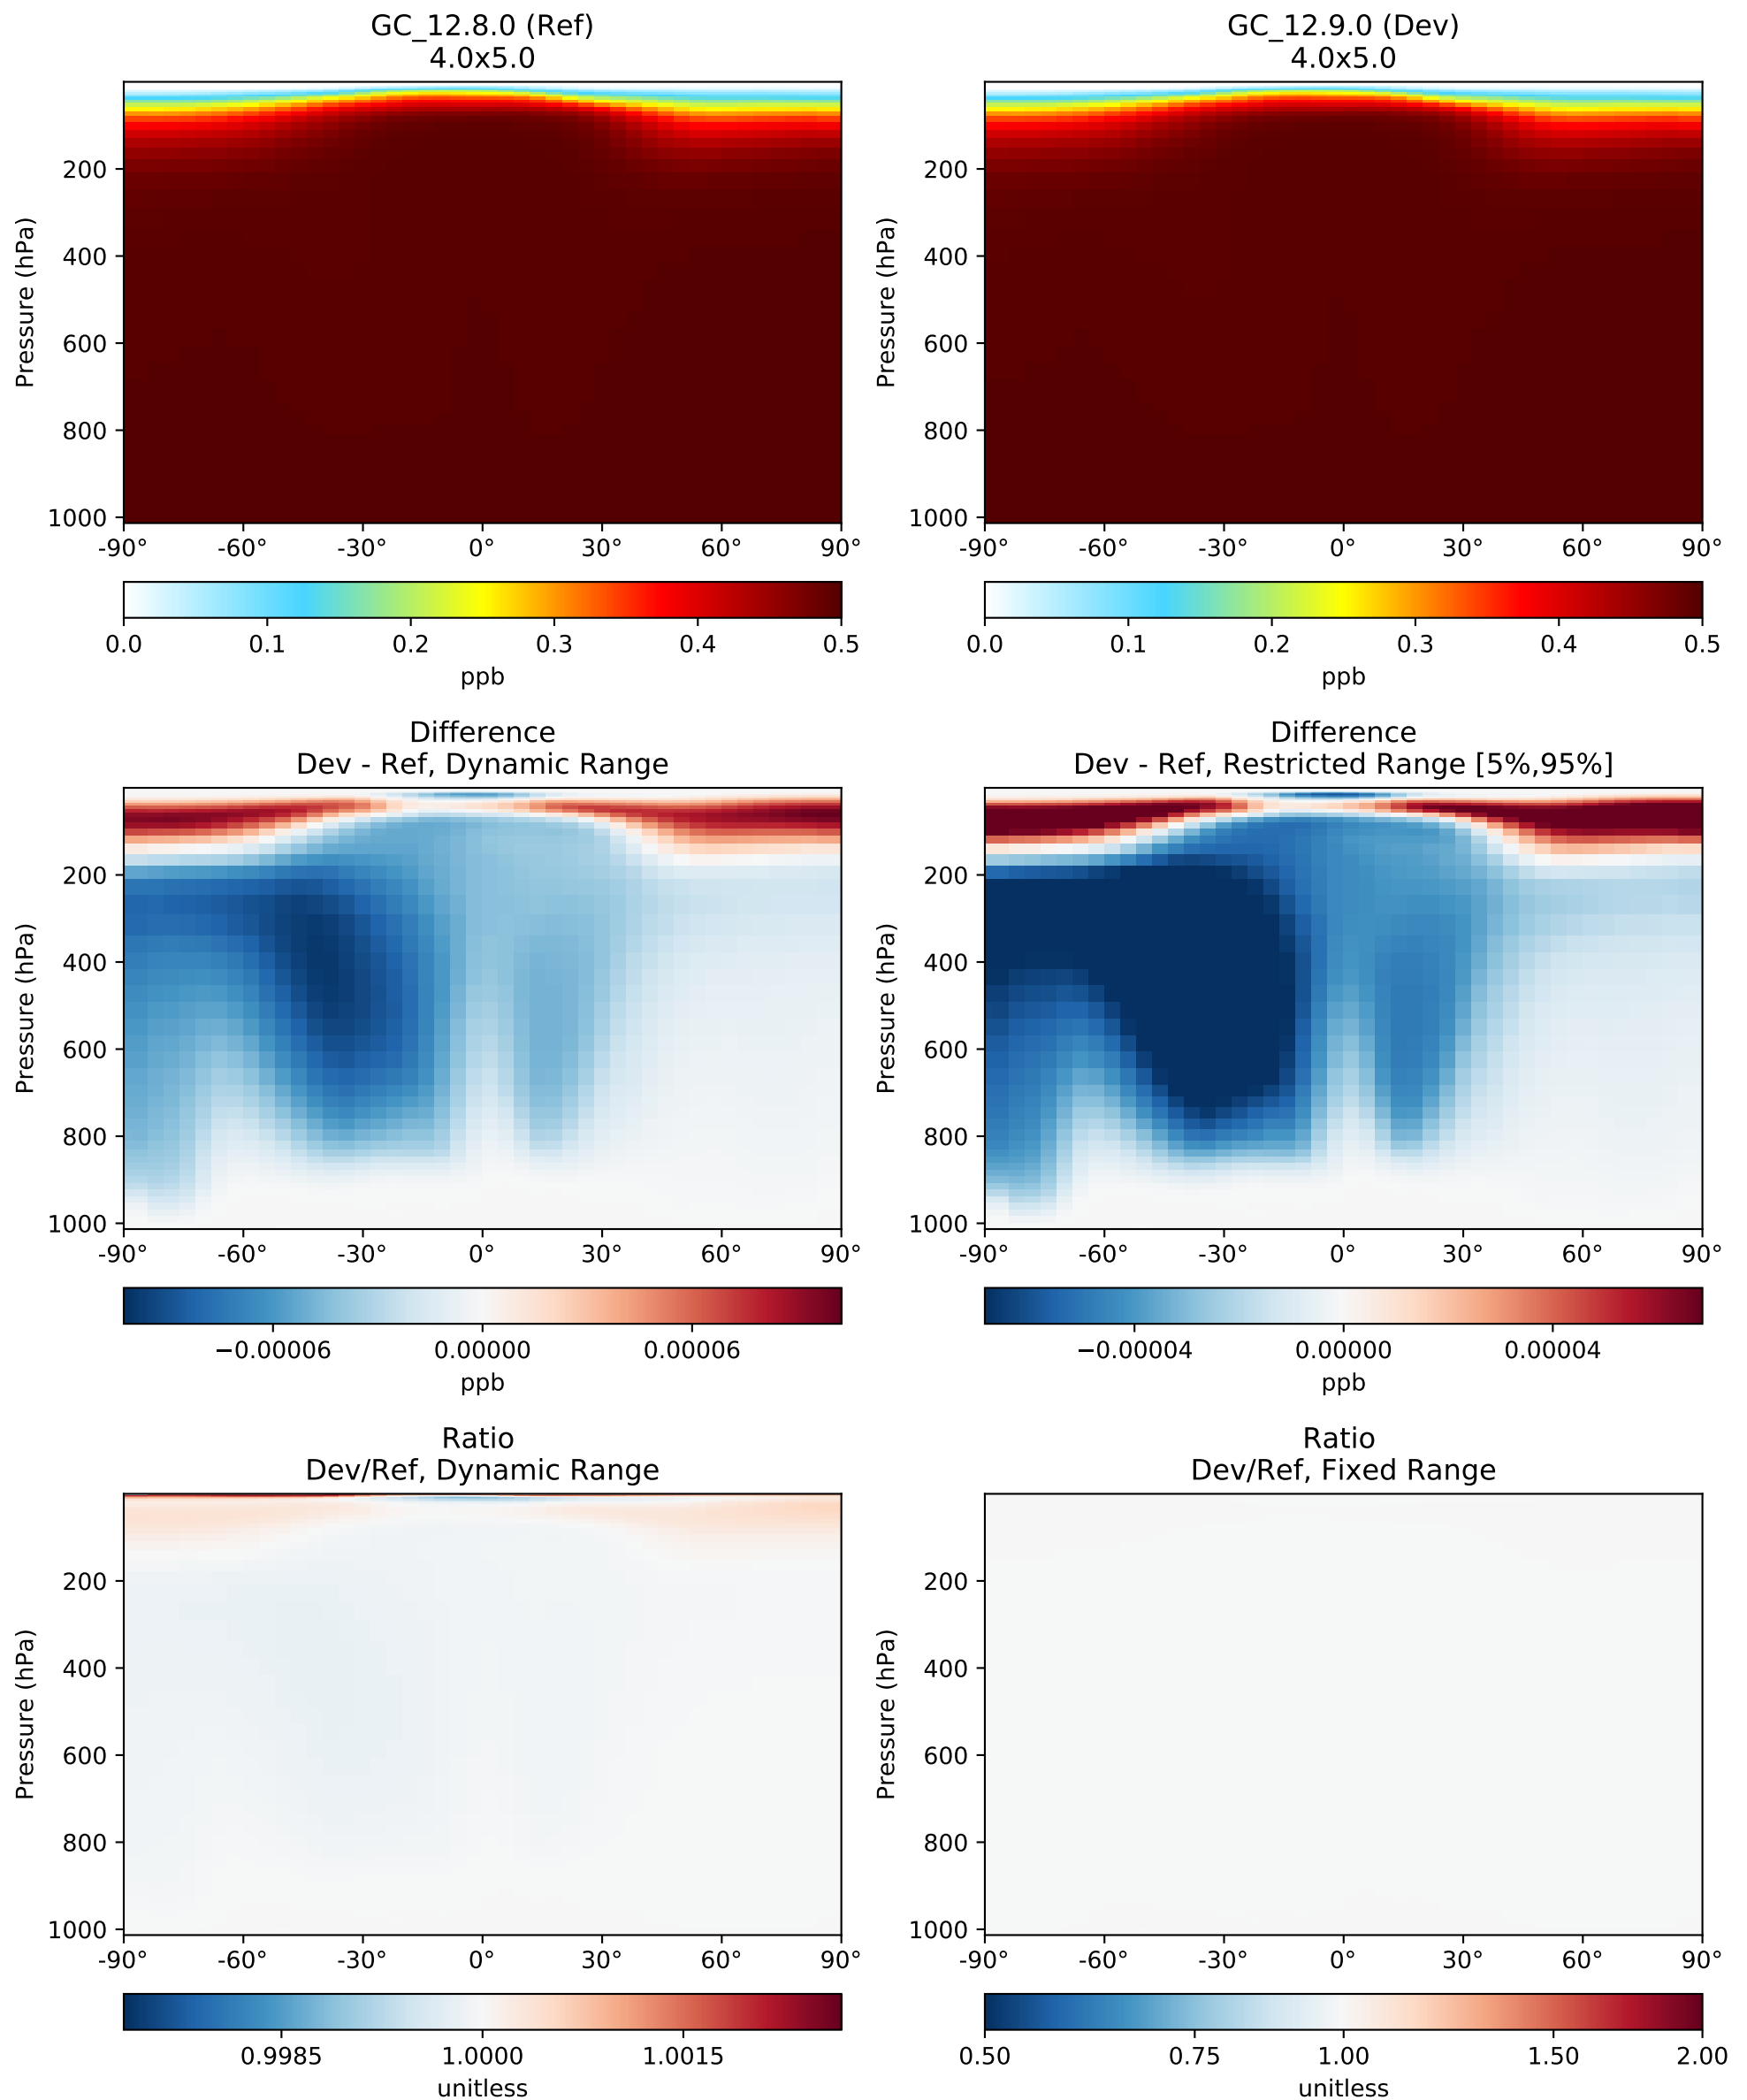 GC_12.8.0 (Ref)
4.0x5.0
Pressure (hPa)
200
400
600
800
1000
-90° -60° -30° 0° 30° 60° 90°
0.0 0.1 0.2 0.3 0.4 0.5
ppb
GC_12.9.0 (Dev)
4.0x5.0
Pressure (hPa)
200
400
600
800
1000
-90° -60° -30° 0° 30° 60° 90°
0.0 0.1 0.2 0.3 0.4 0.5
ppb
Difference
Dev - Ref, Dynamic Range
Pressure (hPa)
200
400
600
800
1000
-90° -60° -30° 0° 30° 60° 90°
−0.00006 0.00000 0.00006
ppb
Difference
Dev - Ref, Restricted Range [5%,95%]
Pressure (hPa)
200
400
600
800
1000
-90° -60° -30° 0° 30° 60° 90°
−0.00004 0.00000 0.00004
ppb
Ratio
Dev/Ref, Dynamic Range
Pressure (hPa)
200
400
600
800
1000
-90° -60° -30° 0° 30° 60° 90°
0.9985 1.0000 1.0015
unitless
Ratio
Dev/Ref, Fixed Range
Pressure (hPa)
200
400
600
800
1000
-90° -60° -30° 0° 30° 60° 90°
0.50 0.75 1.00 1.50 2.00
unitless